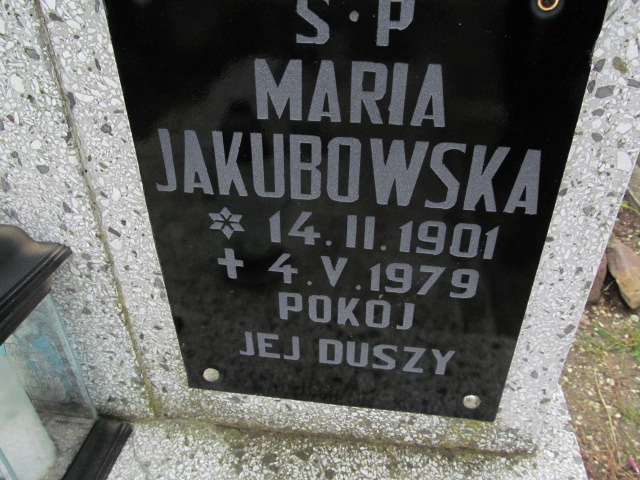 Ś·P
MARIA
JAKUBOWSKA
* 14.II.1901
✝ 4.V.1979
POKÓJ
JEJ DUSZY